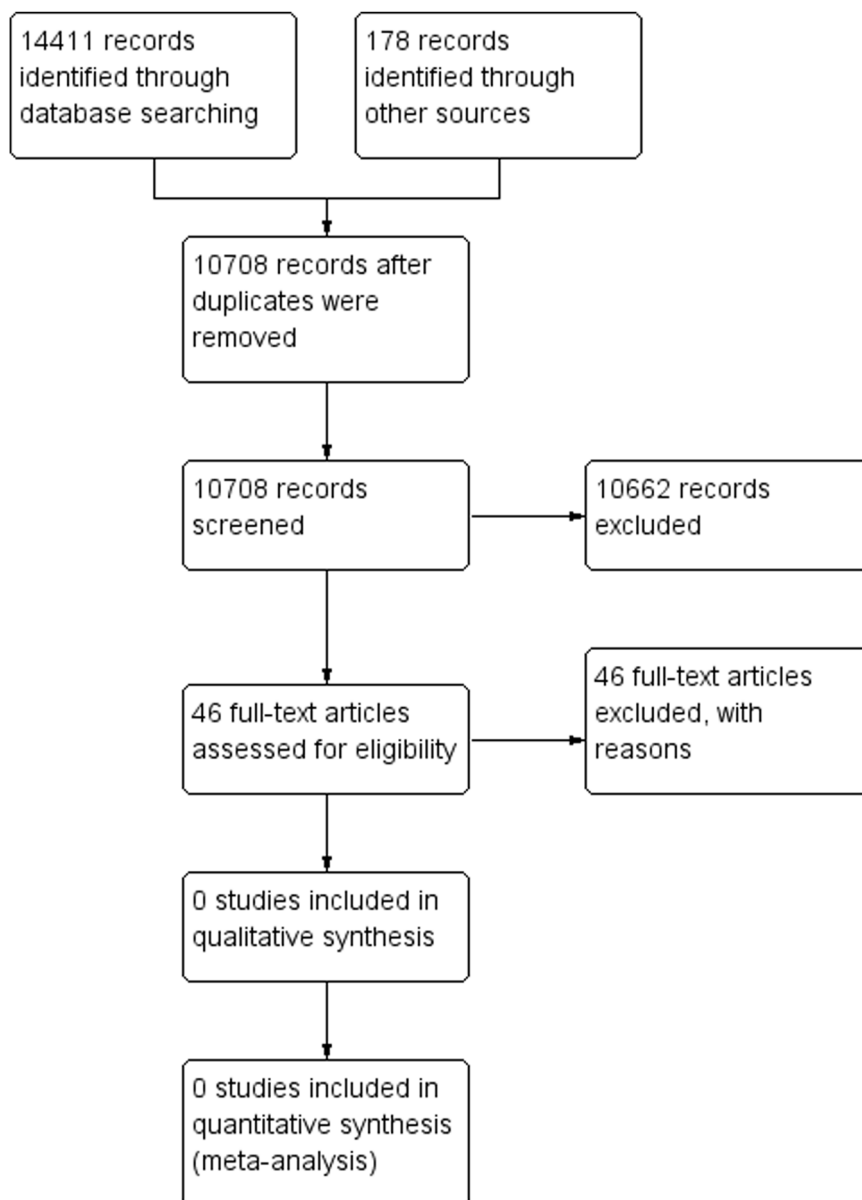 14411 records
identified through
database searching
178 records
identified through
other sources
10708 records after
duplicates were
removed
10708 records
screened
10662 records
excluded
46 full-text articles
assessed for eligibility
46 full-text articles
excluded, with
reasons
0 studies included in
qualitative synthesis
0 studies included in
quantitative synthesis
(meta-analysis)